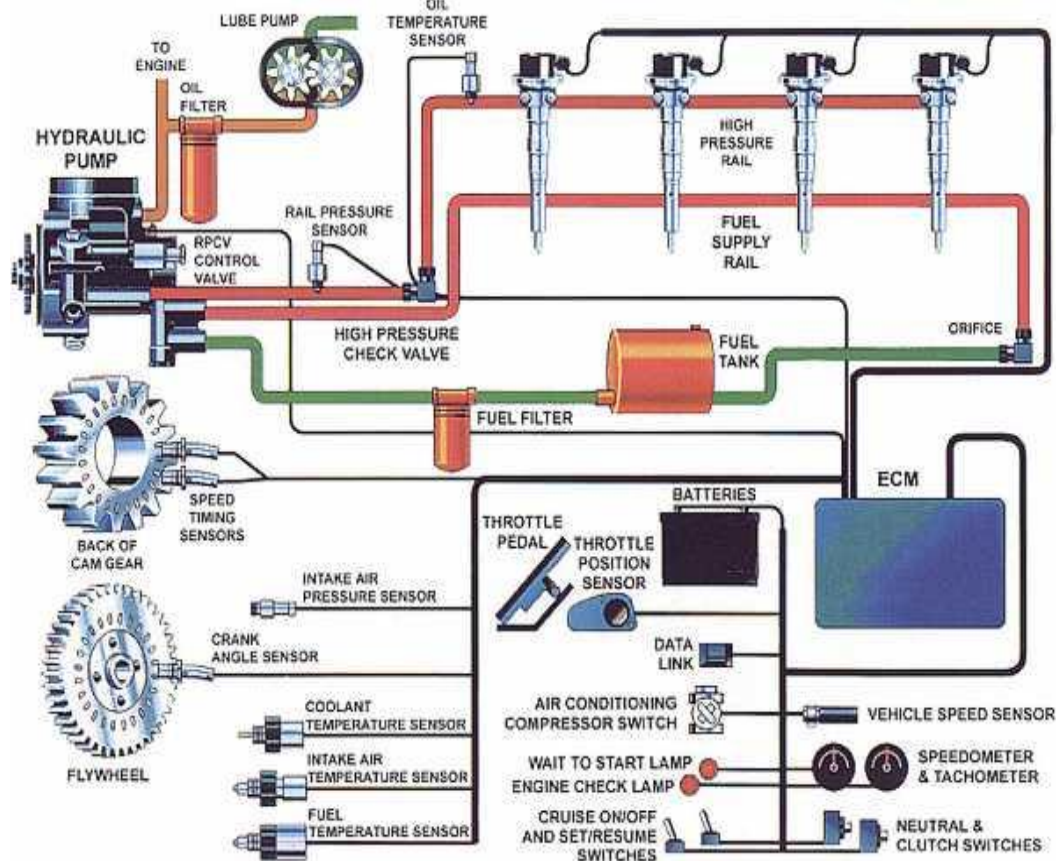 LUBE PUMP
OIL
TEMPERATURE
SENSOR
TO
ENGINE
OIL
FILTER
HYDRAULIC
PUMP
HIGH
PRESSURE
RAIL
RAIL PRESSURE
SENSOR
RPCV
CONTROL
VALVE
FUEL
SUPPLY
RAIL
HIGH PRESSURE
CHECK VALVE
FUEL
TANK
ORIFICE
FUEL FILTER
SPEED
TIMING
SENSORS
BACK OF
CAM GEAR
BATTERIES
ECM
THROTTLE
PEDAL
THROTTLE
POSITION
SENSOR
INTAKE AIR
PRESSURE SENSOR
CRANK
ANGLE SENSOR
DATA
LINK
COOLANT
TEMPERATURE SENSOR
AIR CONDITIONING
COMPRESSOR SWITCH
VEHICLE SPEED SENSOR
FLYWHEEL
INTAKE AIR
TEMPERATURE SENSOR
WAIT TO START LAMP
ENGINE CHECK LAMP
SPEEDOMETER
& TACHOMETER
FUEL
TEMPERATURE SENSOR
CRUISE ON/OFF
AND SET/RESUME
SWITCHES
NEUTRAL &
CLUTCH SWITCHES